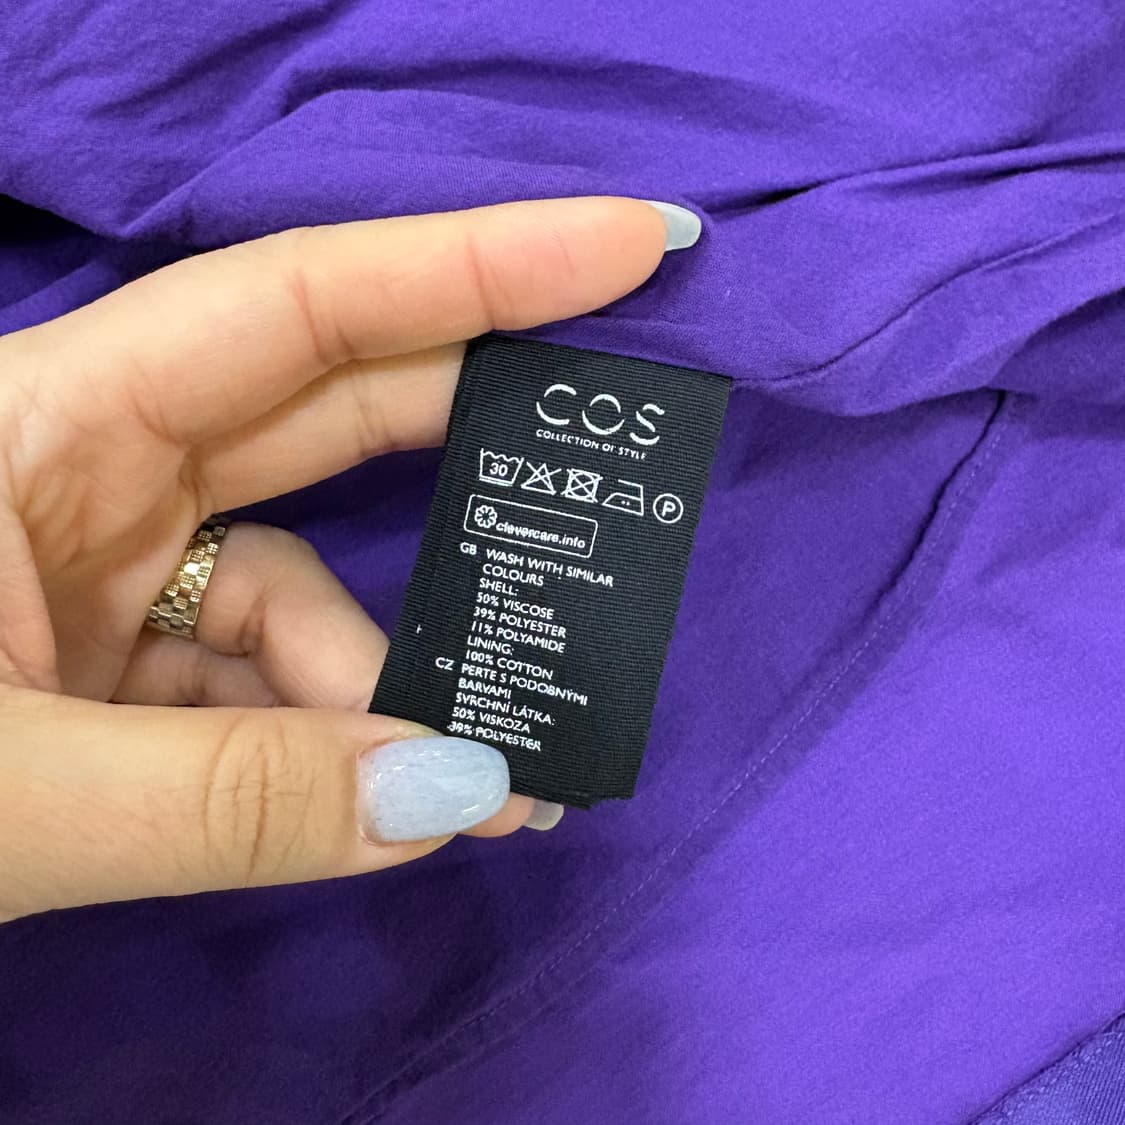 COS
COLLECTION OF STYLE
30
P
clevercare.info
GB WASH WITH SIMILAR
COLOURS
SHELL:
50% VISCOSE
39% POLYESTER
11% POLYAMIDE
LINING:
100% COTTON
CZ PERTE S PODOBNÝMI
BARVAMI
SVRCHNÍ LÁTKA:
50% VISKOZA
39% POLYESTER